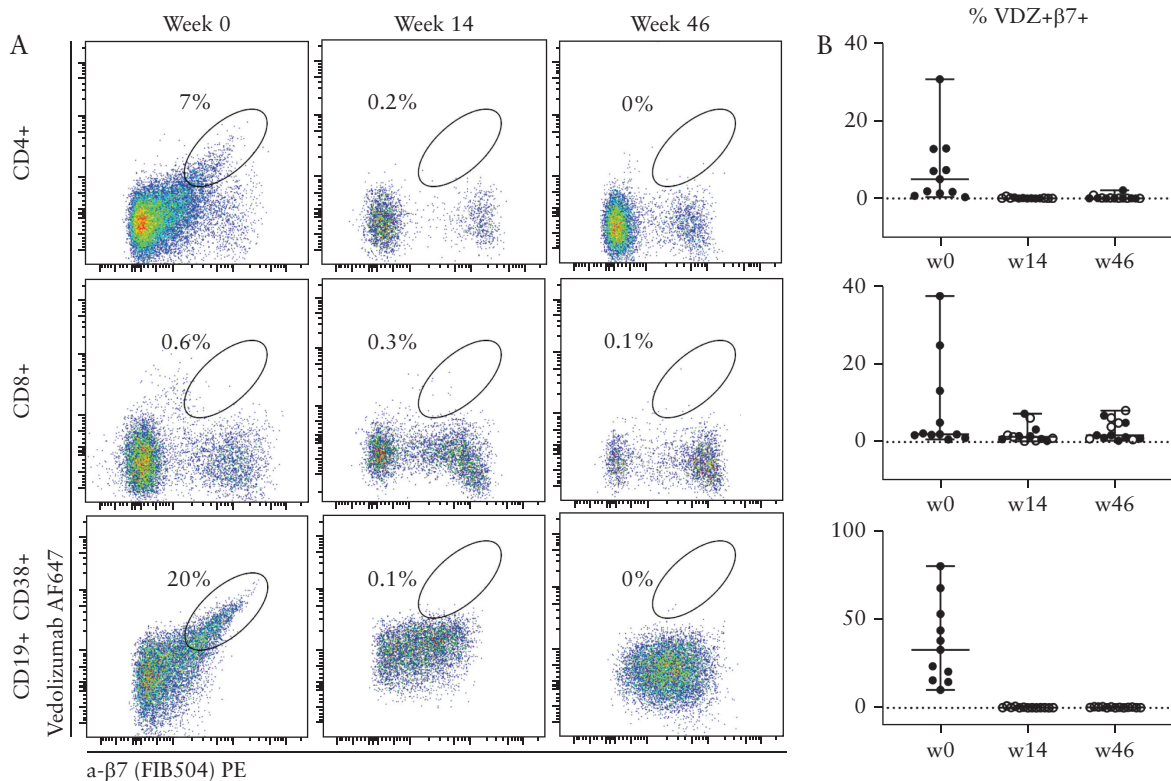 A
Week 0
Week 14
Week 46
CD4+
7%
0.2%
0%
CD8+
0.6%
0.3%
0.1%
CD19+ CD38+
Vedolizumab AF647
20%
0.1%
0%
a-β7 (FIB504) PE
B
% VDZ+β7+
40
20
0
w0
w14
w46
40
20
0
w0
w14
w46
100
50
0
w0
w14
w46